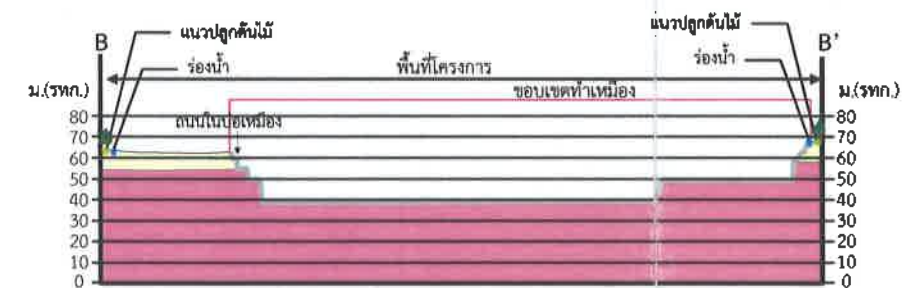 แนวปลูกต้นไม้
แนวปลูกต้นไม้
B
B'
ร่องน้ำ
พื้นที่โครงการ
ร่องน้ำ
ม.(รทก.)
ขอบเขตทำเหมือง
ม.(รทก.)
80
ถนนในบ่อเหมือง
80
70
70
60
60
50
50
40
40
30
30
20
20
10
10
0
0